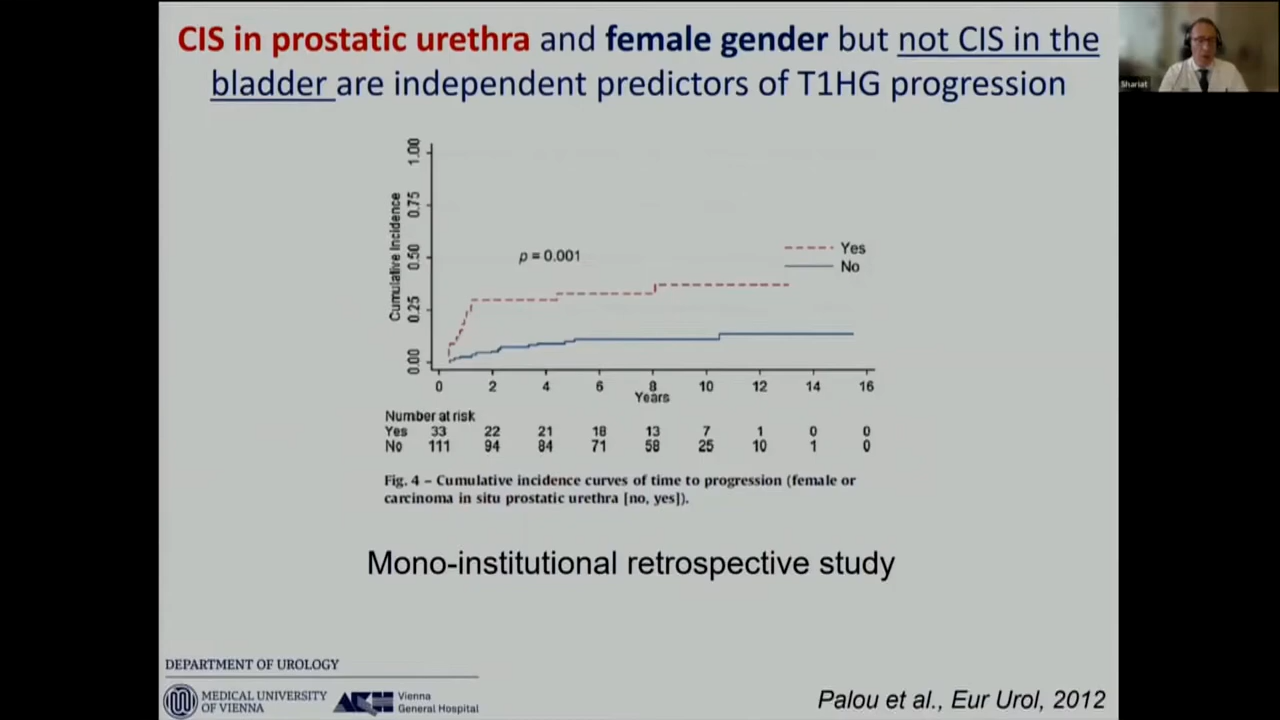 CIS in prostatic urethra and female gender but not CIS in the
bladder are independent predictors of T1HG progression
Shariat
Cumulative Incidence
1.00
0.75
0.50
0.25
0.00
p = 0.001
Yes
No
0 2 4 6 8 10 12 14 16
Years
Number at risk
Yes 33 22 21 18 13 7 1 0 0
No 111 94 84 71 58 25 10 1 0
Fig. 4 – Cumulative incidence curves of time to progression (female or
carcinoma in situ prostatic urethra [no, yes]).
Mono-institutional retrospective study
DEPARTMENT OF UROLOGY
MEDICAL UNIVERSITY
OF VIENNA
AKH
Vienna
General Hospital
Palou et al., Eur Urol, 2012